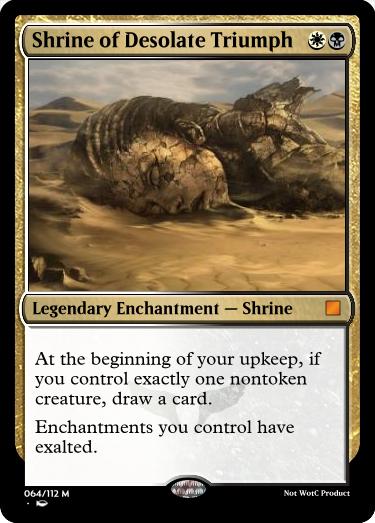 Shrine of Desolate Triumph
Legendary Enchantment — Shrine
At the beginning of your upkeep, if
you control exactly one nontoken
creature, draw a card.
Enchantments you control have
exalted.
064/112 M
Not WotC Product